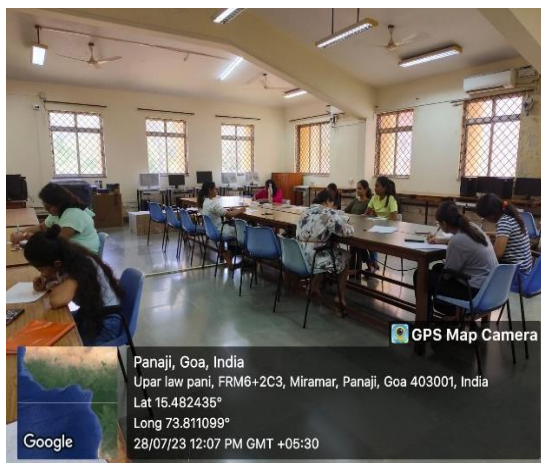 GPS Map Camera
Panaji, Goa, India
Upar law pani, FRM6+2C3, Miramar, Panaji, Goa 403001, India
Lat 15.482435°
Long 73.811099°
28/07/23 12:07 PM GMT +05:30
Google